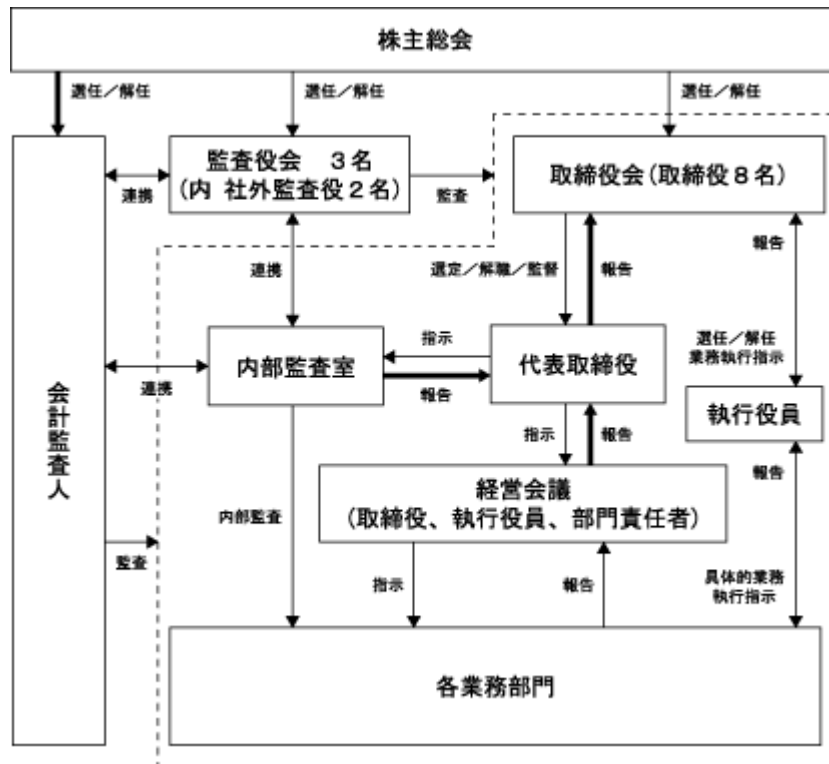 株主総会
選任／解任
選任／解任
選任／解任
監査役会　３名
(内 社外監査役２名)
取締役会(取締役８名)
連携
監査
報告
連携
選定／解職／監督
報告
指示
選任／解任
業務執行指示
内部監査室
代表取締役
連携
報告
執行役員
会計監査人
指示
報告
報告
経営会議
(取締役、執行役員、部門責任者)
内部監査
監査
指示
報告
具体的業務
執行指示
各業務部門